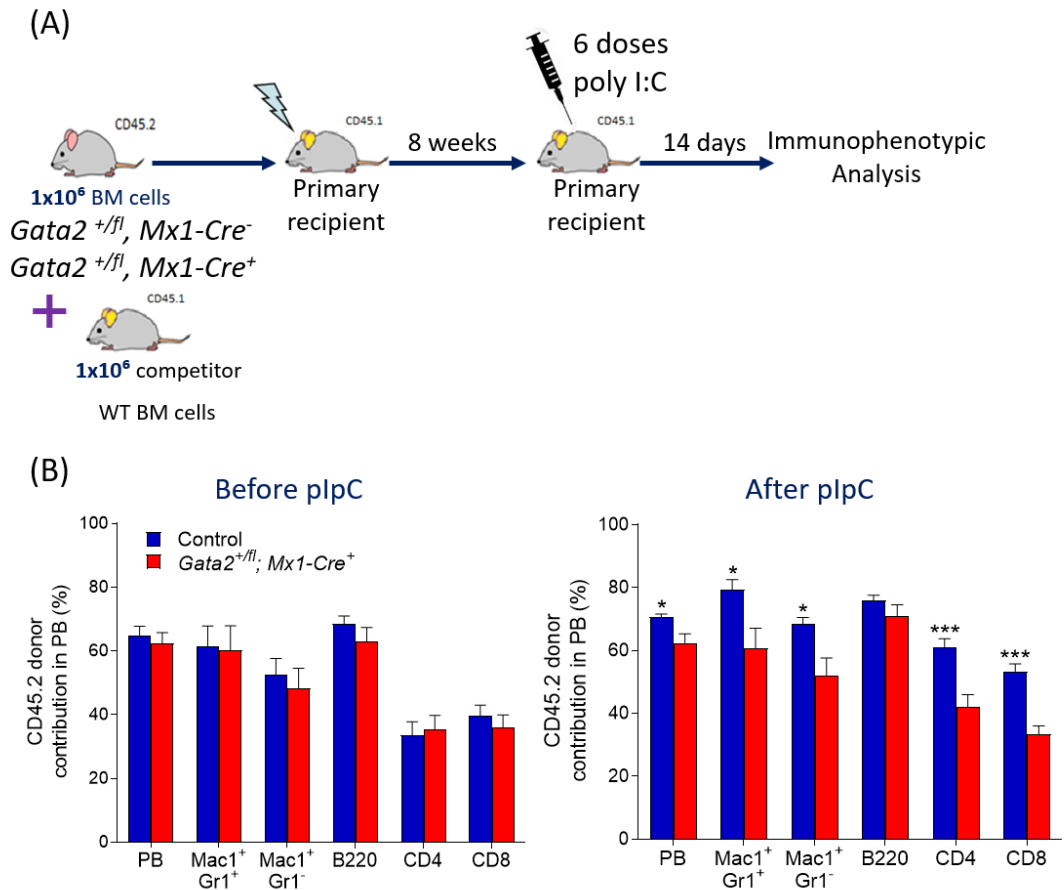 (A)
6 doses
poly I:C
CD45.2
CD45.1
CD45.1
8 weeks
14 days
Immunophenotypic
Analysis
1x10⁶ BM cells
Primary
recipient
Primary
recipient
Gata2 +/fl, Mx1-Cre-
Gata2 +/fl, Mx1-Cre+
+
CD45.1
1x10⁶ competitor
WT BM cells
(B)
Before pIpC
After pIpC
CD45.2 donor
contribution in PB (%)
100
80
60
40
20
0
Control
Gata2+/fl; Mx1-Cre+
PB
Mac1+
Gr1+
Mac1+
Gr1-
B220
CD4
CD8
CD45.2 donor
contribution in PB (%)
100
80
60
40
20
0
*
*
*
***
***
PB
Mac1+
Gr1+
Mac1+
Gr1-
B220
CD4
CD8